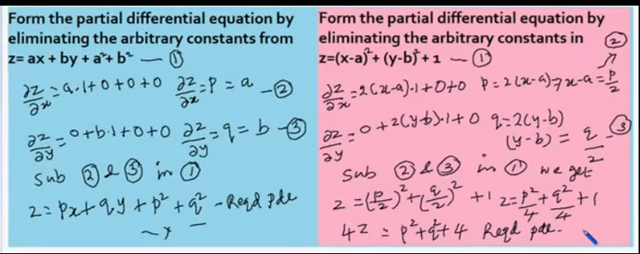 Form the partial differential equation by
eliminating the arbitrary constants from
z= ax + by + a²+ b² — ①
∂z/∂x = a·1+0+0+0 ∂z/∂x = p = a — ②
∂z/∂y = 0+b·1+0+0 ∂z/∂y = q = b — ③
Sub ② & ③ in ①
z = px + qy + p² + q² - Reqd pde
Form the partial differential equation by
eliminating the arbitrary constants in ②
z=(x-a)²+ (y-b)²+ 1 — ①
∂z/∂x = 2(x-a)·1+0+0 p = 2(x-a) ⇒ x-a = p/2
∂z/∂y = 0+2(y-b)·1+0 q = 2(y-b)
(y-b) = q/2 — ③
Sub ② & ③ in ① we get
z = (p/2)² + (q/2)² + 1 z = p²/4 + q²/4 + 1
4z = p²+q²+4 Reqd pde.